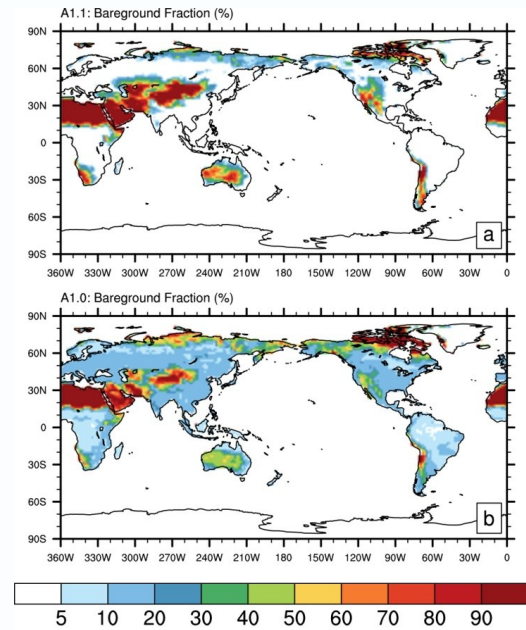 A1.1: Bareground Fraction (%)
90N
60N
30N
0
30S
60S
90S
a
360W 330W 300W 270W 240W 210W 180 150W 120W 90W 60W 30W 0
A1.0: Bareground Fraction (%)
90N
60N
30N
0
30S
60S
90S
b
360W 330W 300W 270W 240W 210W 180 150W 120W 90W 60W 30W 0
5 10 20 30 40 50 60 70 80 90